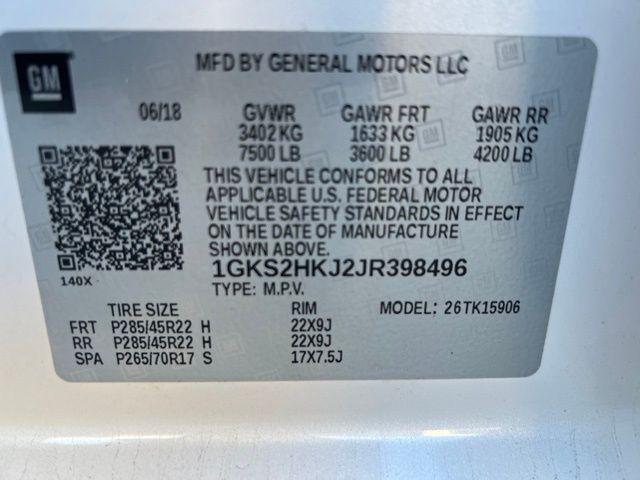 GM
MFD BY GENERAL MOTORS LLC
06/18 GVWR GAWR FRT GAWR RR
3402 KG 1633 KG 1905 KG
7500 LB 3600 LB 4200 LB
THIS VEHICLE CONFORMS TO ALL
APPLICABLE U.S. FEDERAL MOTOR
VEHICLE SAFETY STANDARDS IN EFFECT
ON THE DATE OF MANUFACTURE
SHOWN ABOVE.
1GKS2HKJ2JR398496
140X
TYPE: M.P.V. MODEL: 26TK15906
TIRE SIZE RIM
FRT P285/45R22 H 22X9J
RR P285/45R22 H 22X9J
SPA P265/70R17 S 17X7.5J